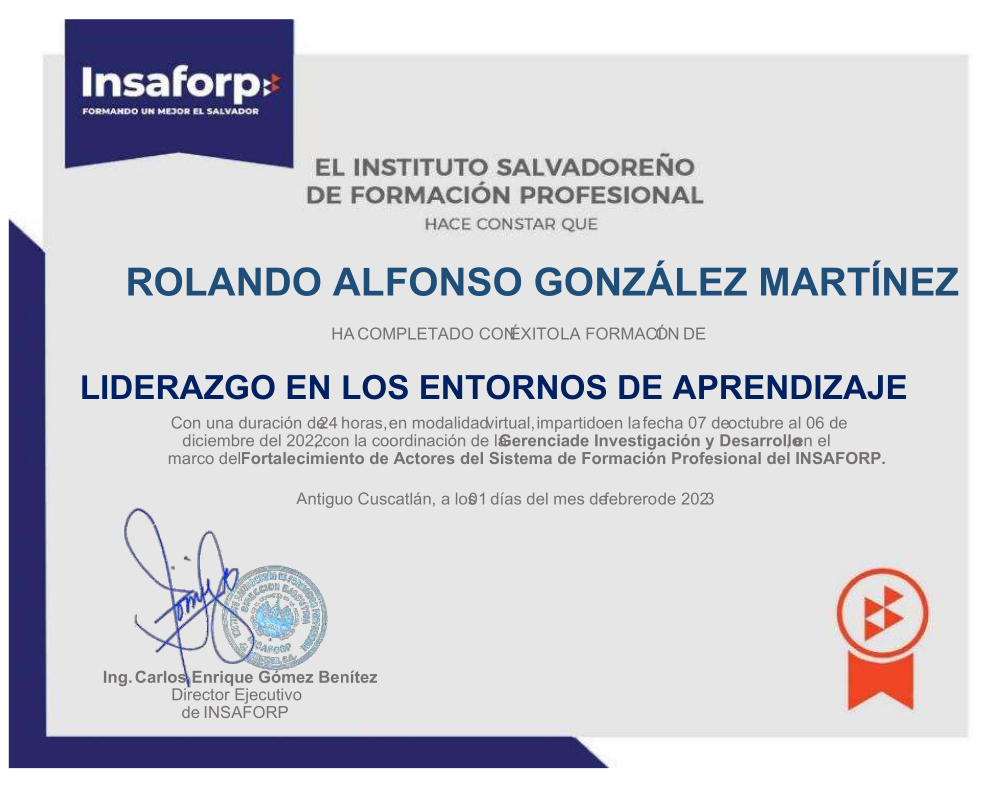 Insaforp
FORMANDO UN MEJOR EL SALVADOR
EL INSTITUTO SALVADOREÑO
DE FORMACIÓN PROFESIONAL
HACE CONSTAR QUE
ROLANDO ALFONSO GONZÁLEZ MARTÍNEZ
HA COMPLETADO CON ÉXITO LA FORMACIÓN DE
LIDERAZGO EN LOS ENTORNOS DE APRENDIZAJE
Con una duración de 24 horas, en modalidad virtual, impartido en la fecha 07 de octubre al 06 de
diciembre del 2022, con la coordinación de la Gerencia de Investigación y Desarrollo, en el
marco del Fortalecimiento de Actores del Sistema de Formación Profesional del INSAFORP.
Antiguo Cuscatlán, a los 01 días del mes de febrero de 2023
DIRECCION EJECUTIVA
INSAFORP
Ing. Carlos Enrique Gómez Benítez
Director Ejecutivo
de INSAFORP